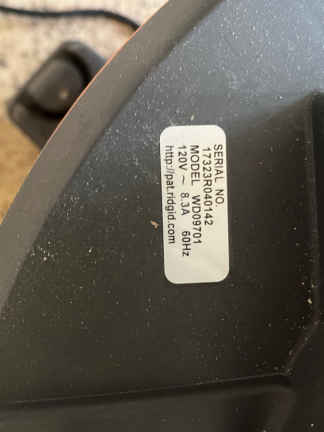 SERIAL NO.
17323R040142
MODEL WD09701
120V ~ 8.3A 60Hz
http://pat.ridgid.com